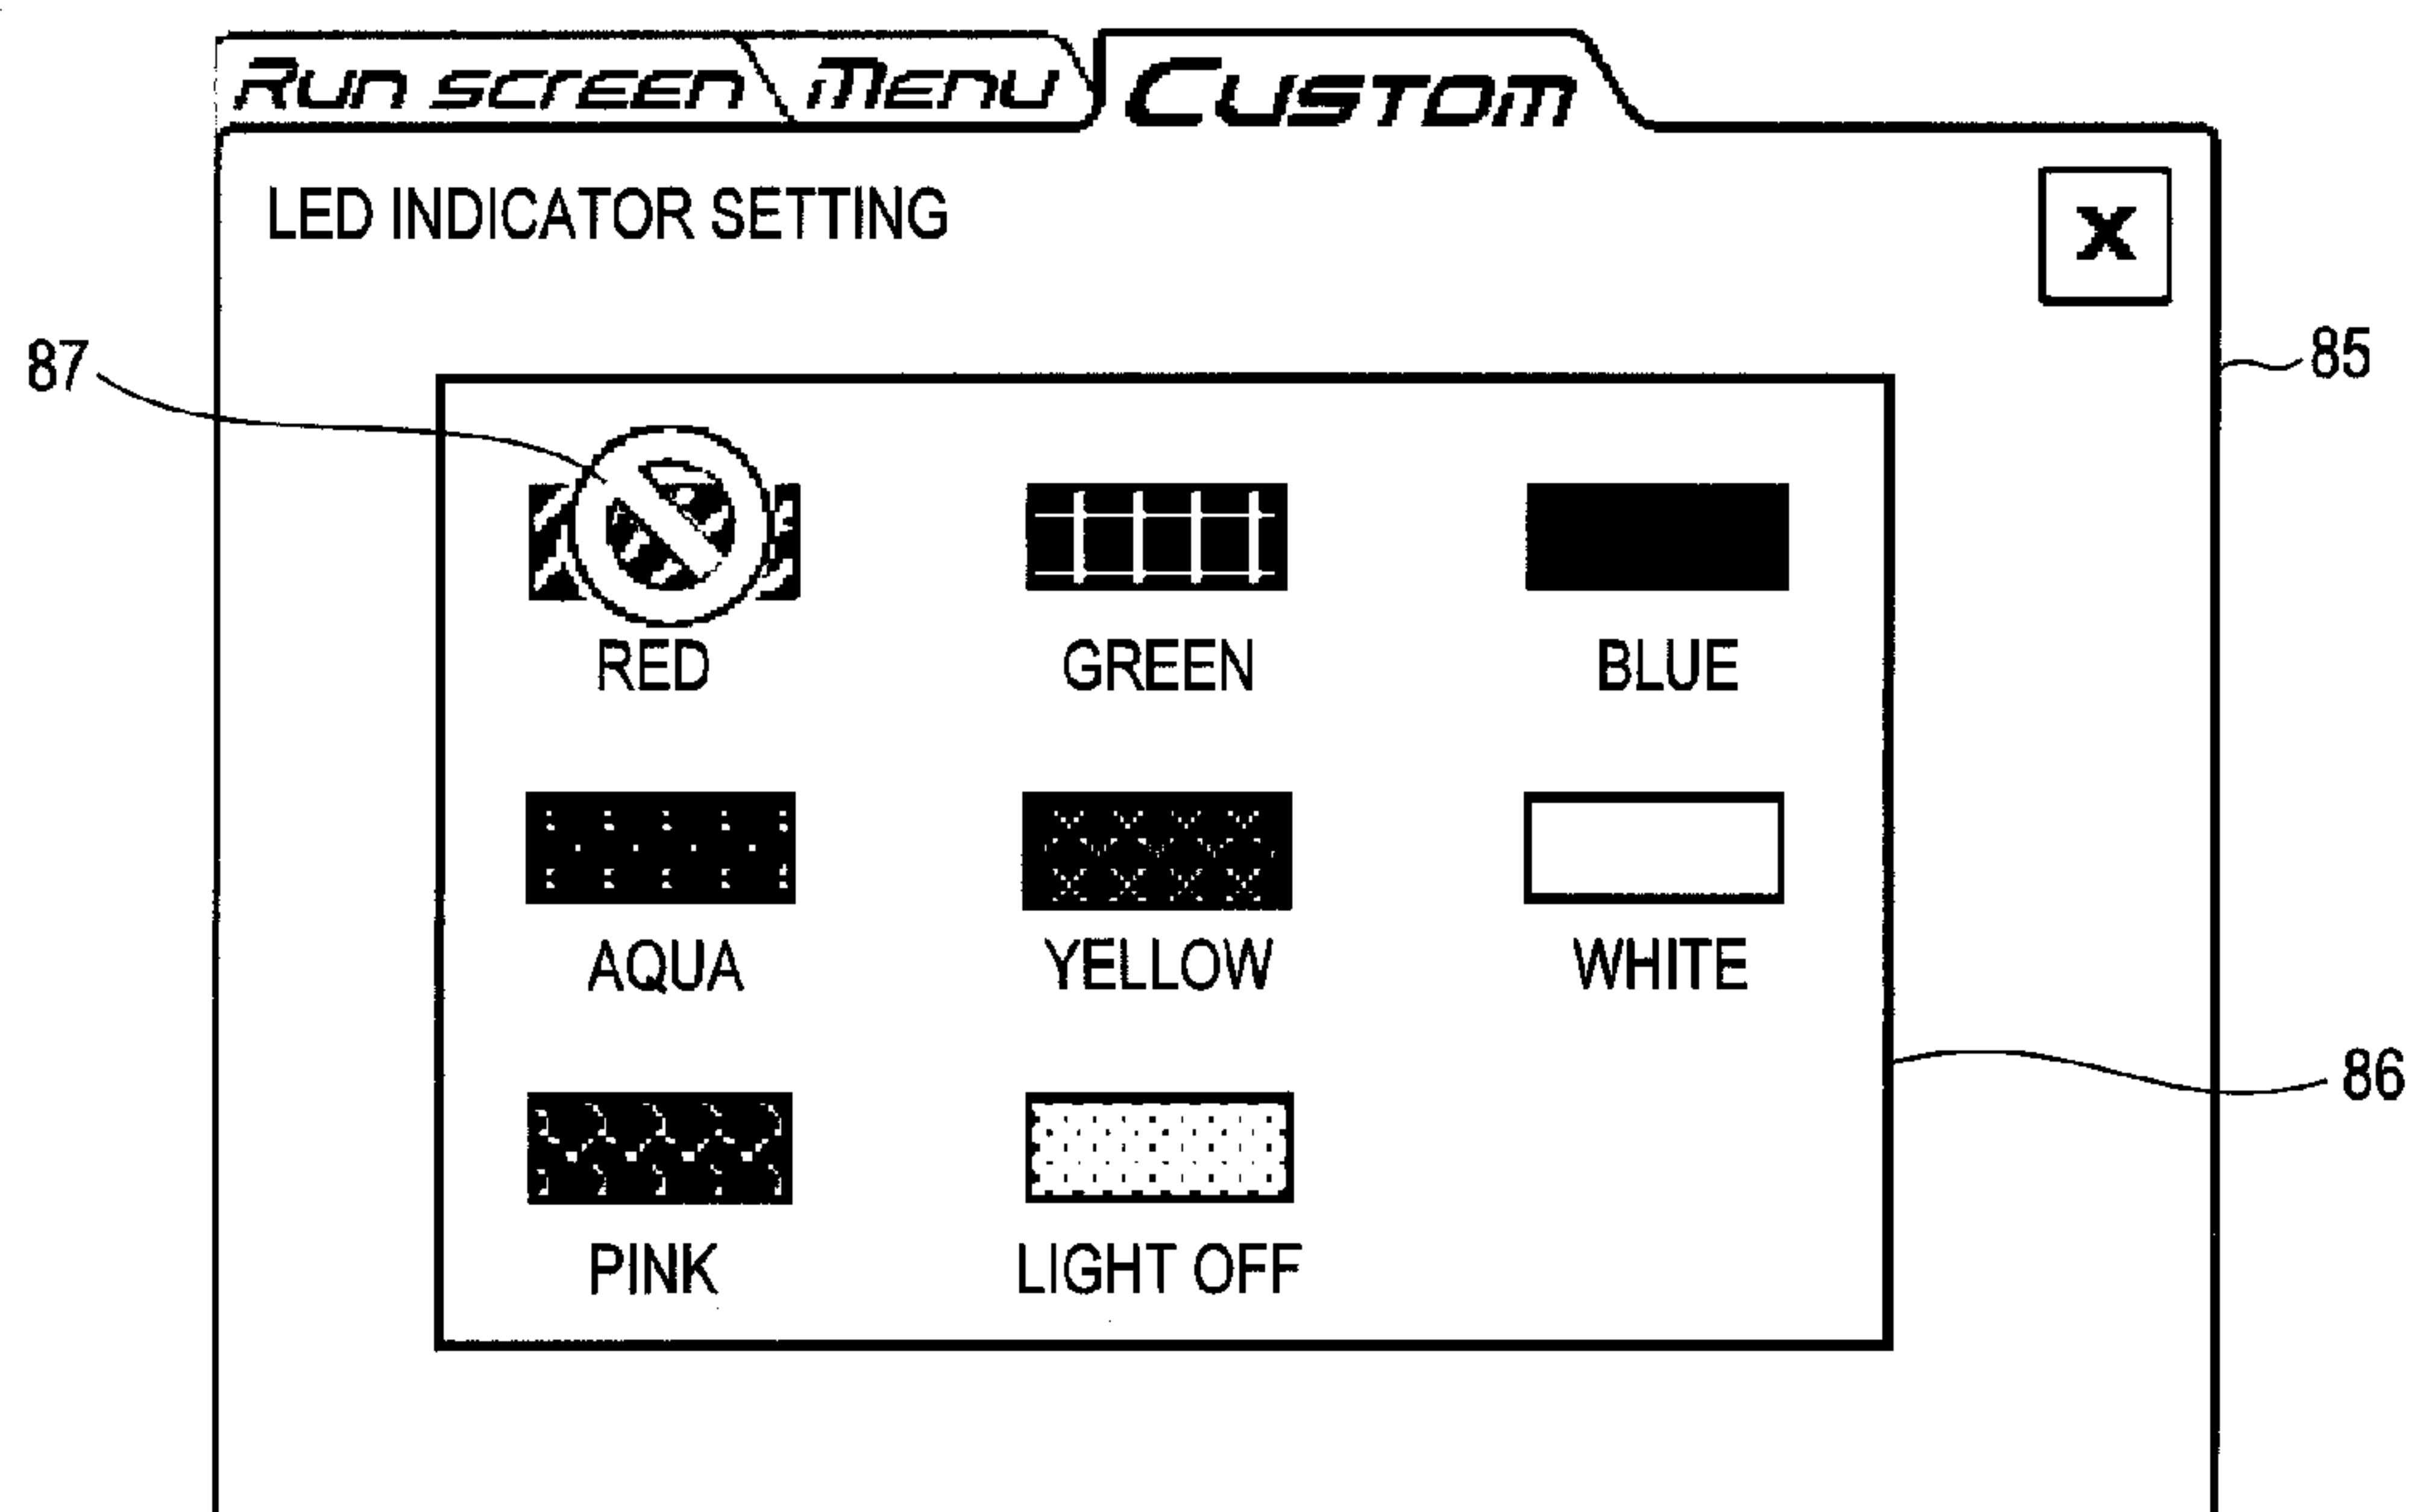 Run screen Menu Custom
LED INDICATOR SETTING
X
87
85
RED GREEN BLUE
AQUA YELLOW WHITE
86
PINK LIGHT OFF